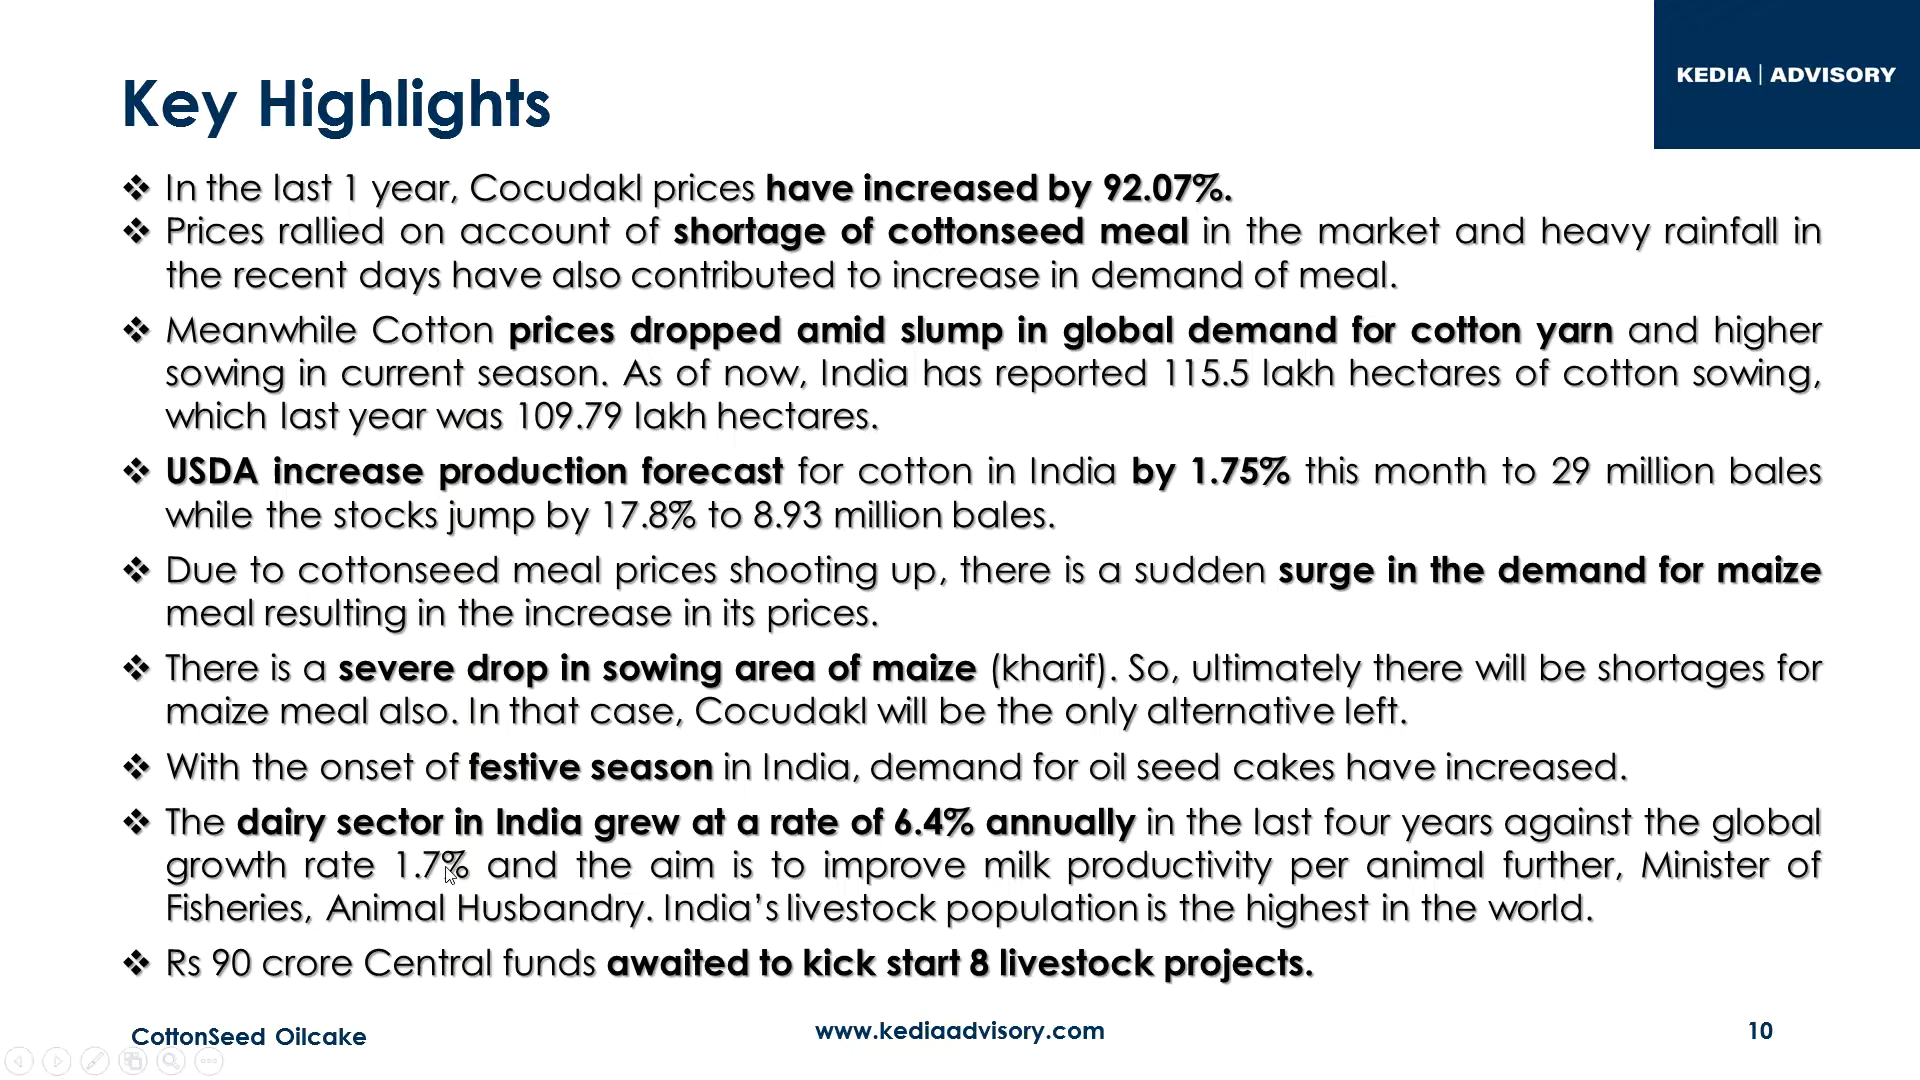 KEDIA | ADVISORY
Key Highlights
❖ In the last 1 year, Cocudakl prices have increased by 92.07%.
❖ Prices rallied on account of shortage of cottonseed meal in the market and heavy rainfall in
the recent days have also contributed to increase in demand of meal.
❖ Meanwhile Cotton prices dropped amid slump in global demand for cotton yarn and higher
sowing in current season. As of now, India has reported 115.5 lakh hectares of cotton sowing,
which last year was 109.79 lakh hectares.
❖ USDA increase production forecast for cotton in India by 1.75% this month to 29 million bales
while the stocks jump by 17.8% to 8.93 million bales.
❖ Due to cottonseed meal prices shooting up, there is a sudden surge in the demand for maize
meal resulting in the increase in its prices.
❖ There is a severe drop in sowing area of maize (kharif). So, ultimately there will be shortages for
maize meal also. In that case, Cocudakl will be the only alternative left.
❖ With the onset of festive season in India, demand for oil seed cakes have increased.
❖ The dairy sector in India grew at a rate of 6.4% annually in the last four years against the global
growth rate 1.7% and the aim is to improve milk productivity per animal further, Minister of
Fisheries, Animal Husbandry. India’s livestock population is the highest in the world.
❖ Rs 90 crore Central funds awaited to kick start 8 livestock projects.
CottonSeed Oilcake
www.kediaadvisory.com
10